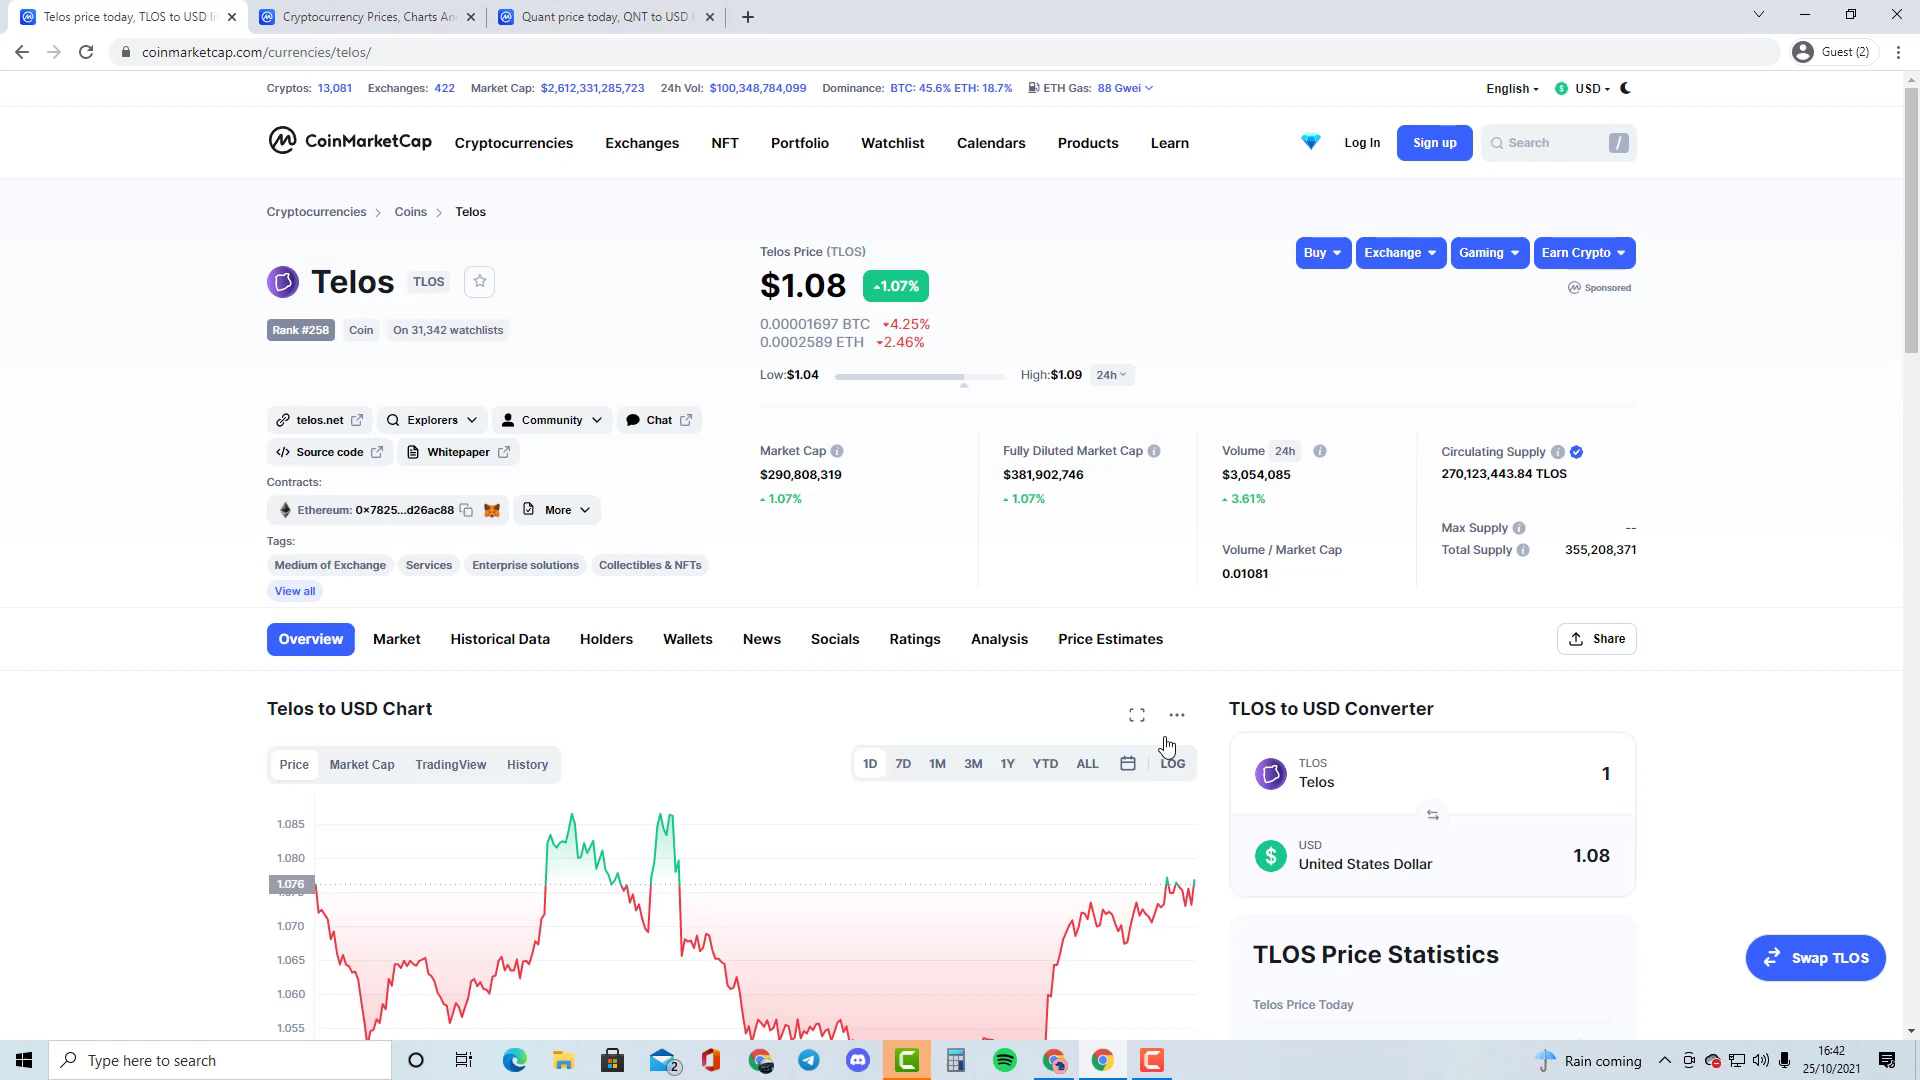 Telos price today, TLOS to USD li
Cryptocurrency Prices, Charts An
Quant price today, QNT to USD
coinmarketcap.com/currencies/telos/
Guest (2)
Cryptos: 13,081 Exchanges: 422 Market Cap: $2,612,331,285,723 24h Vol: $100,348,784,099 Dominance: BTC: 45.6% ETH: 18.7% ETH Gas: 88 Gwei
English USD
CoinMarketCap Cryptocurrencies Exchanges NFT Portfolio Watchlist Calendars Products Learn Log In Sign up Search /
Cryptocurrencies > Coins > Telos
Telos Price (TLOS)
Buy Exchange Gaming Earn Crypto
Telos TLOS
$1.08 1.07%
Sponsored
Rank #258 Coin On 31,342 watchlists
0.00001697 BTC 4.25%
0.0002589 ETH 2.46%
Low:$1.04 High:$1.09 24h
telos.net Explorers Community Chat
Source code Whitepaper
Contracts:
Ethereum: 0x7825...d26ac88 More
Tags:
Medium of Exchange Services Enterprise solutions Collectibles & NFTs
View all
Market Cap
$290,808,319
1.07%
Fully Diluted Market Cap
$381,902,746
1.07%
Volume 24h
$3,054,085
3.61%
Volume / Market Cap
0.01081
Circulating Supply
270,123,443.84 TLOS
Max Supply --
Total Supply 355,208,371
Overview Market Historical Data Holders Wallets News Socials Ratings Analysis Price Estimates Share
Telos to USD Chart
Price Market Cap TradingView History
1D 7D 1M 3M 1Y YTD ALL LOG
1.085
1.080
1.076
1.070
1.065
1.060
1.055
TLOS to USD Converter
TLOS
Telos 1
USD
$ United States Dollar 1.08
TLOS Price Statistics
Telos Price Today
Swap TLOS
Type here to search
2
Rain coming
16:42
25/10/2021